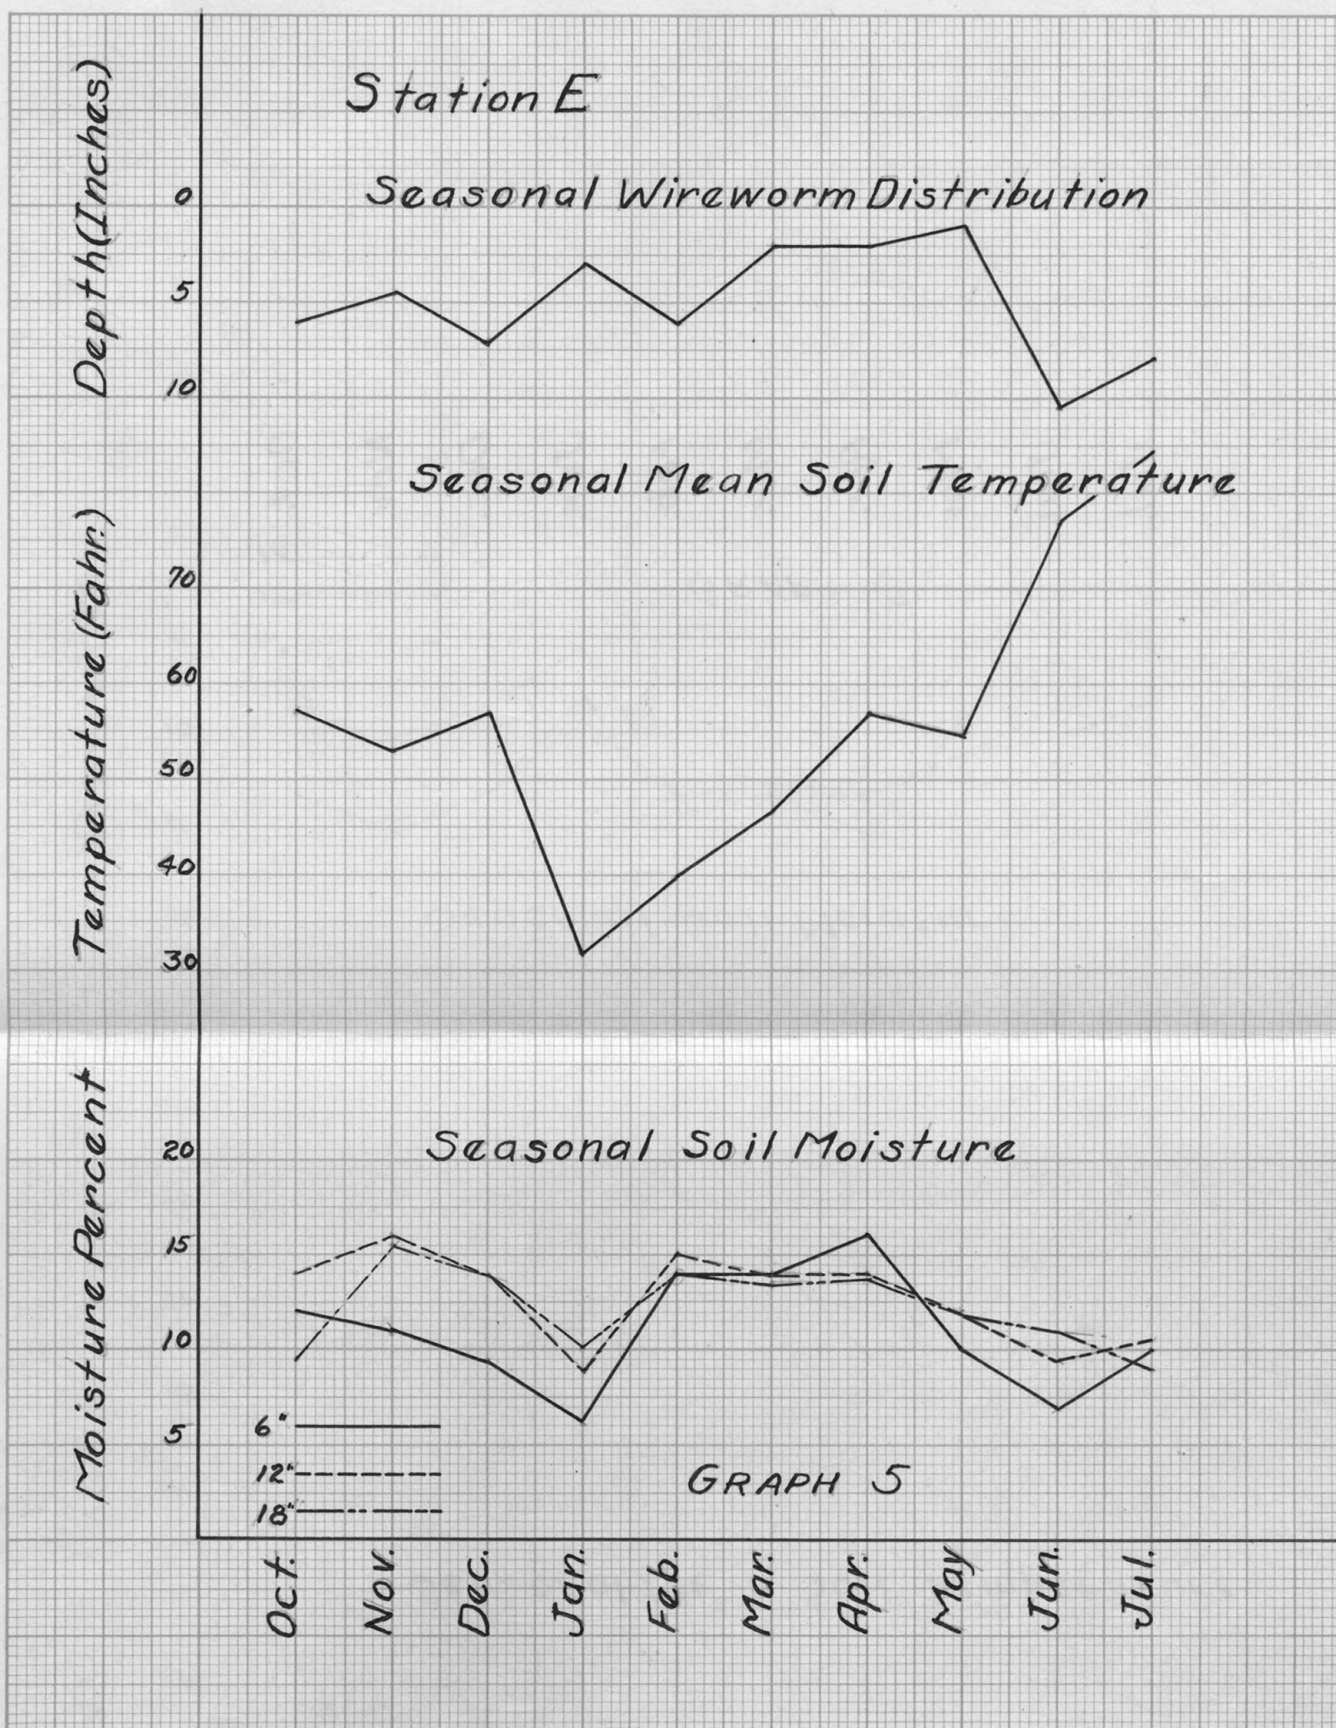 Station E
Seasonal Wireworm Distribution
Depth (Inches)
0
5
10
Seasonal Mean Soil Temperature
Temperature (Fahr.)
70
60
50
40
30
Seasonal Soil Moisture
Moisture Percent
20
15
10
5
6"
12"
18"
GRAPH 5
Oct. Nov. Dec. Jan. Feb. Mar. Apr. May Jun. Jul.